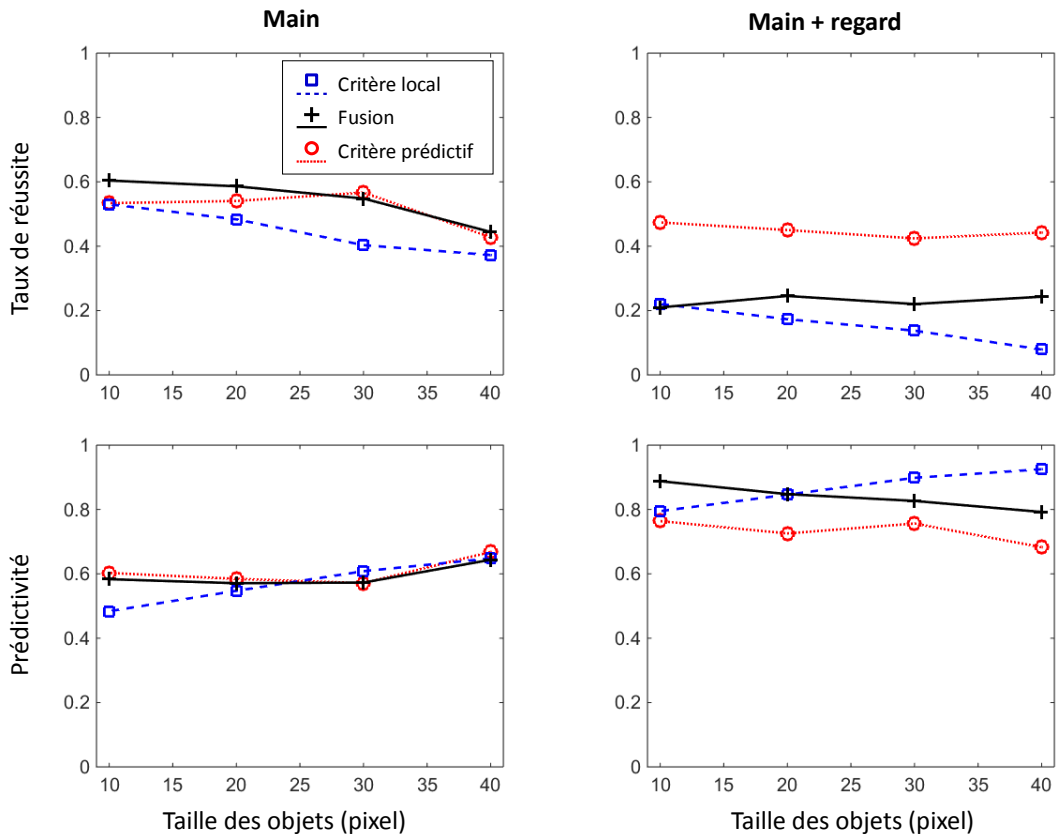 Main
Main + regard
1
0.8
0.6
0.4
0.2
0
Taux de réussite
10 15 20 25 30 35 40
Critère local
Fusion
Critère prédictif
1
0.8
0.6
0.4
0.2
0
10 15 20 25 30 35 40
1
0.8
0.6
0.4
0.2
0
Prédictivité
10 15 20 25 30 35 40
Taille des objets (pixel)
1
0.8
0.6
0.4
0.2
0
10 15 20 25 30 35 40
Taille des objets (pixel)